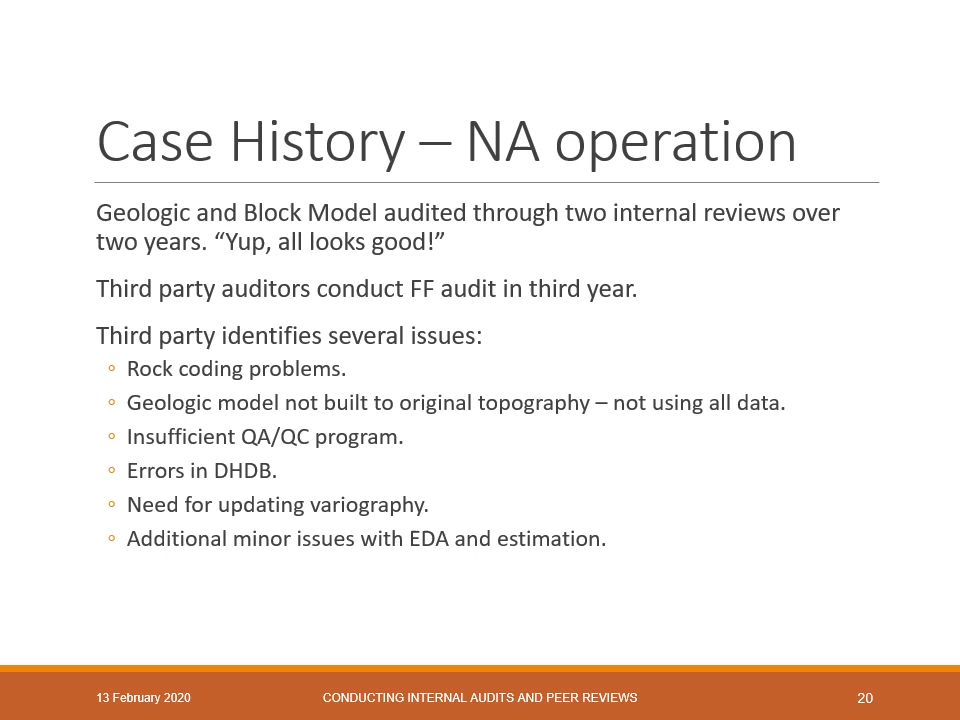 Case History – NA operation
Geologic and Block Model audited through two internal reviews over
two years. “Yup, all looks good!”
Third party auditors conduct FF audit in third year.
Third party identifies several issues:
◦ Rock coding problems.
◦ Geologic model not built to original topography – not using all data.
◦ Insufficient QA/QC program.
◦ Errors in DHDB.
◦ Need for updating variography.
◦ Additional minor issues with EDA and estimation.
13 February 2020
CONDUCTING INTERNAL AUDITS AND PEER REVIEWS
20